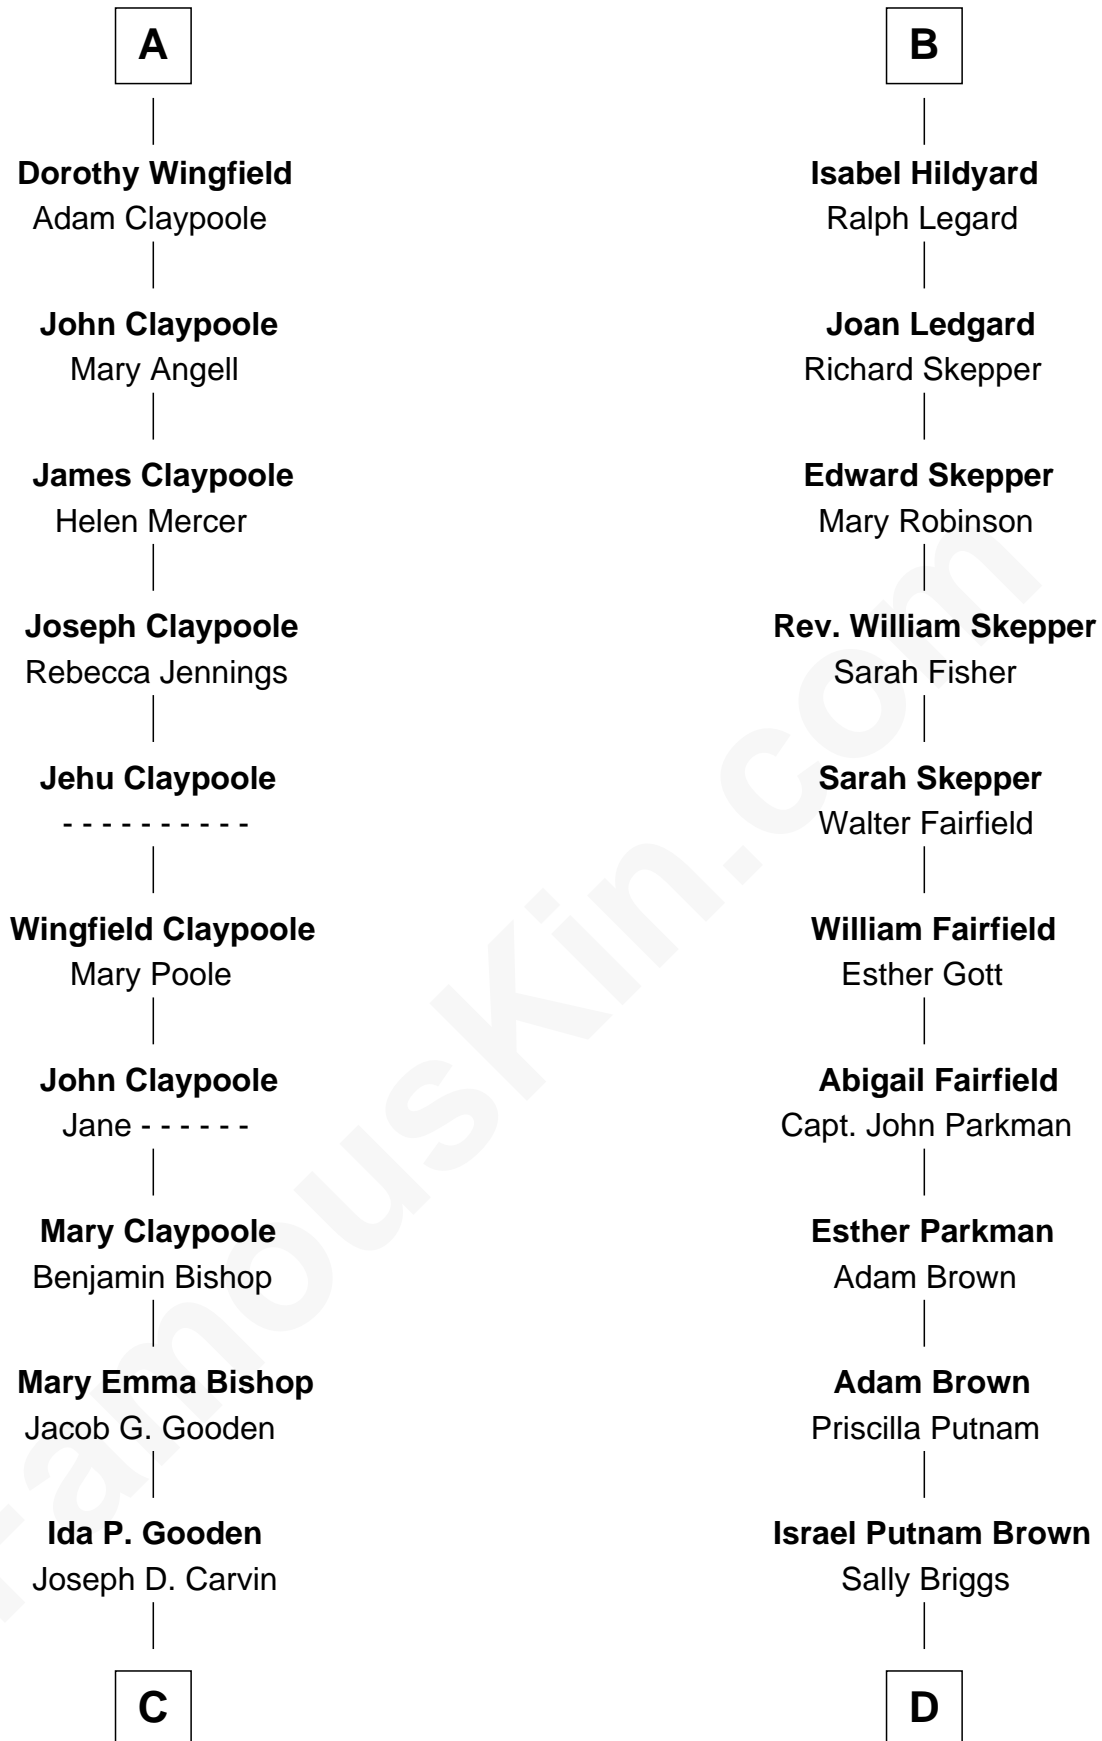 A
Dorothy Wingfield
Adam Claypoole
John Claypoole
Mary Angell
James Claypoole
Helen Mercer
Joseph Claypoole
Rebecca Jennings
Jehu Claypoole
- - - - - - - - - -
Wingfield Claypoole
Mary Poole
John Claypoole
Jane - - - - - -
Mary Claypoole
Benjamin Bishop
Mary Emma Bishop
Jacob G. Gooden
Ida P. Gooden
Joseph D. Carvin
C
B
Isabel Hildyard
Ralph Legard
Joan Ledgard
Richard Skepper
Edward Skepper
Mary Robinson
Rev. William Skepper
Sarah Fisher
Sarah Skepper
Walter Fairfield
William Fairfield
Esther Gott
Abigail Fairfield
Capt. John Parkman
Esther Parkman
Adam Brown
Adam Brown
Priscilla Putnam
Israel Putnam Brown
Sally Briggs
D
FamousKin.com